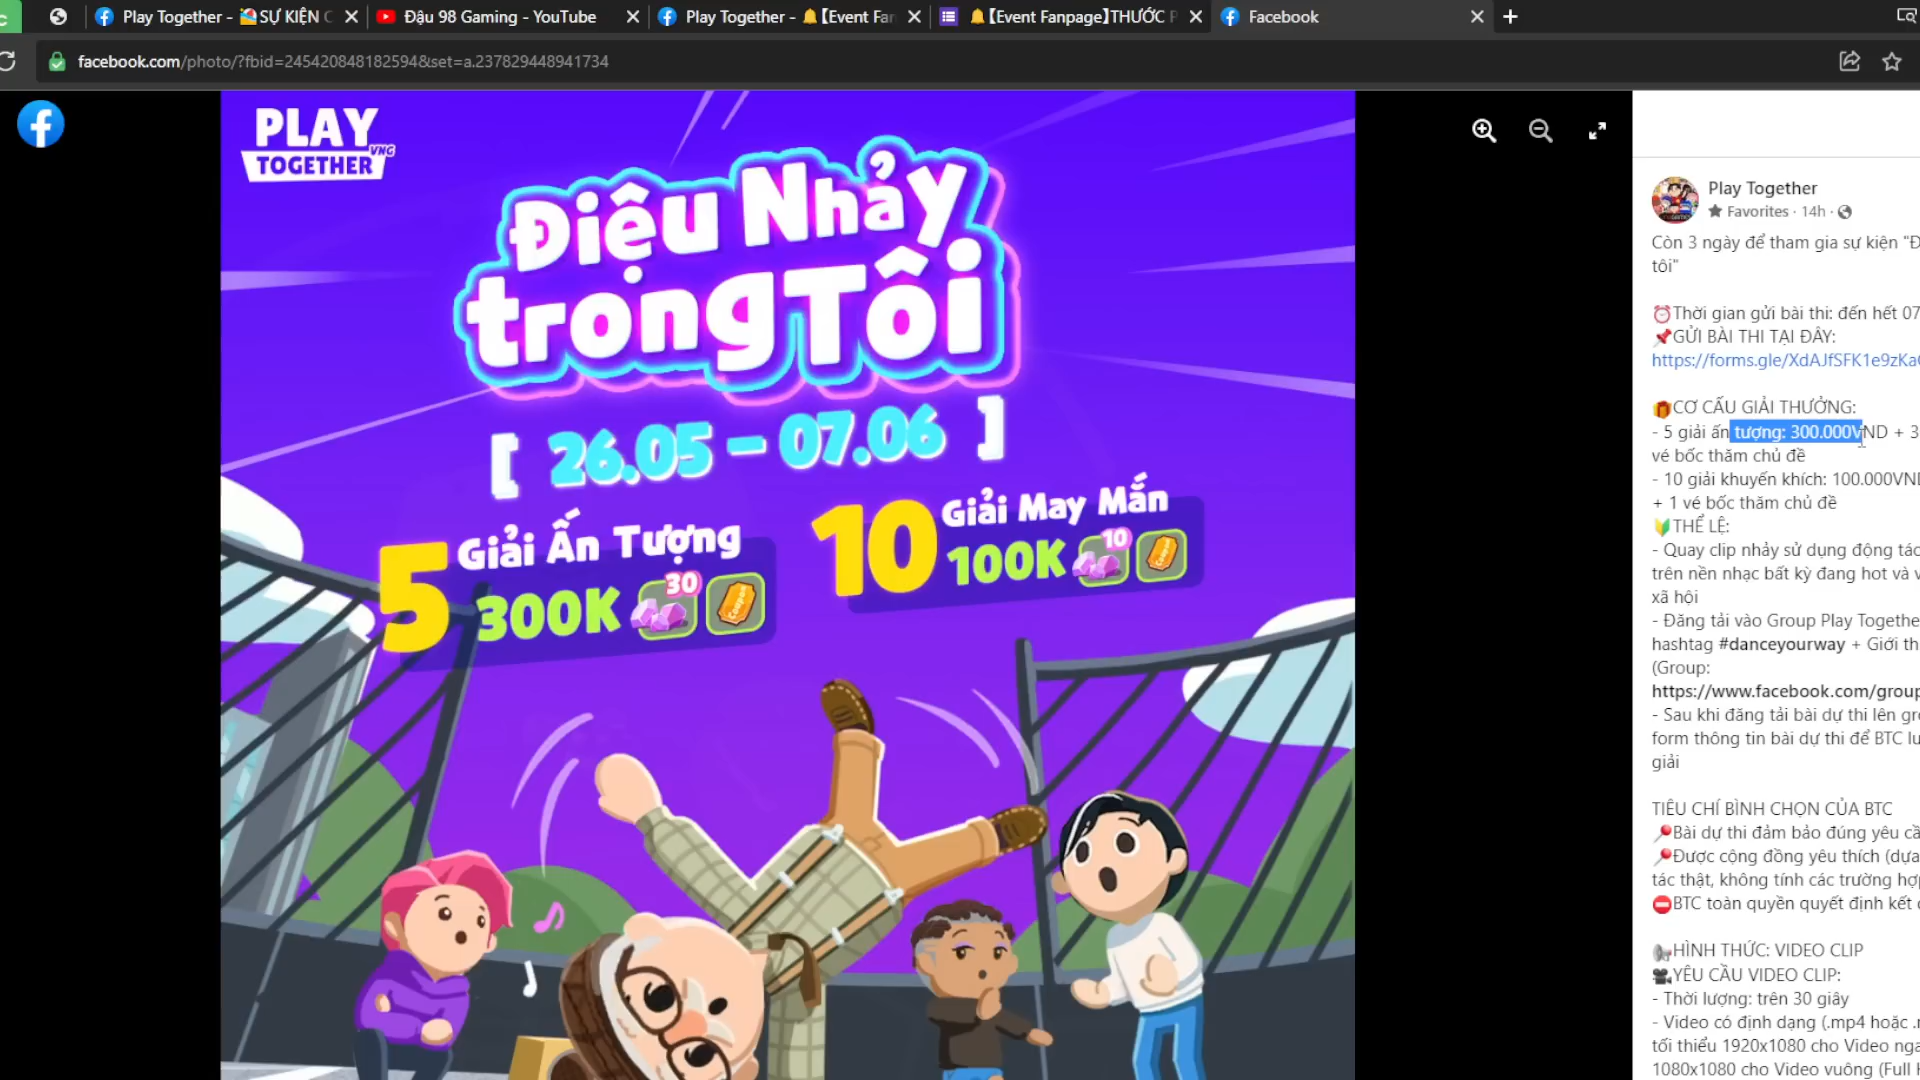 Play Together - 🏖️SỰ KIỆN C
Đậu 98 Gaming - YouTube
Play Together - 🔔【Event Fa
🔔【Event Fanpage】THƯỚC P
Facebook
facebook.com/photo/?fbid=245420848182594&set=a.237829448941734
PLAY
TOGETHER VNG
Điệu Nhảy
trong Tôi
[ 26.05 – 07.06 ]
5 Giải Ấn Tượng
300K 30 Coupon
10 Giải May Mắn
100K 10
Play Together
Favorites · 14h ·
Còn 3 ngày để tham gia sự kiện "Đ
tôi"
⏰Thời gian gửi bài thi: đến hết 07
📌GỬI BÀI THI TẠI ĐÂY:
https://forms.gle/XdAJfSFK1e9zKa
🎁CƠ CẤU GIẢI THƯỞNG:
- 5 giải ấn tượng: 300.000VND + 3
vé bốc thăm chủ đề
- 10 giải khuyến khích: 100.000VND
+ 1 vé bốc thăm chủ đề
🔰THỂ LỆ:
- Quay clip nhảy sử dụng động tác
trên nền nhạc bất kỳ đang hot và v
xã hội
- Đăng tải vào Group Play Togethe
hashtag #danceyourway + Giới th
(Group:
https://www.facebook.com/group
- Sau khi đăng tải bài dự thi lên gr
form thông tin bài dự thi để BTC lư
giải
TIÊU CHÍ BÌNH CHỌN CỦA BTC
📍Bài dự thi đảm bảo đúng yêu cầ
📍Được cộng đồng yêu thích (dựa
tác thật, không tính các trường hợ
⛔BTC toàn quyền quyết định kết
HÌNH THỨC: VIDEO CLIP
🎥YÊU CẦU VIDEO CLIP:
- Thời lượng: trên 30 giây
- Video có định dạng (.mp4 hoặc .
tối thiểu 1920x1080 cho Video nga
1080x1080 cho Video vuông (Full